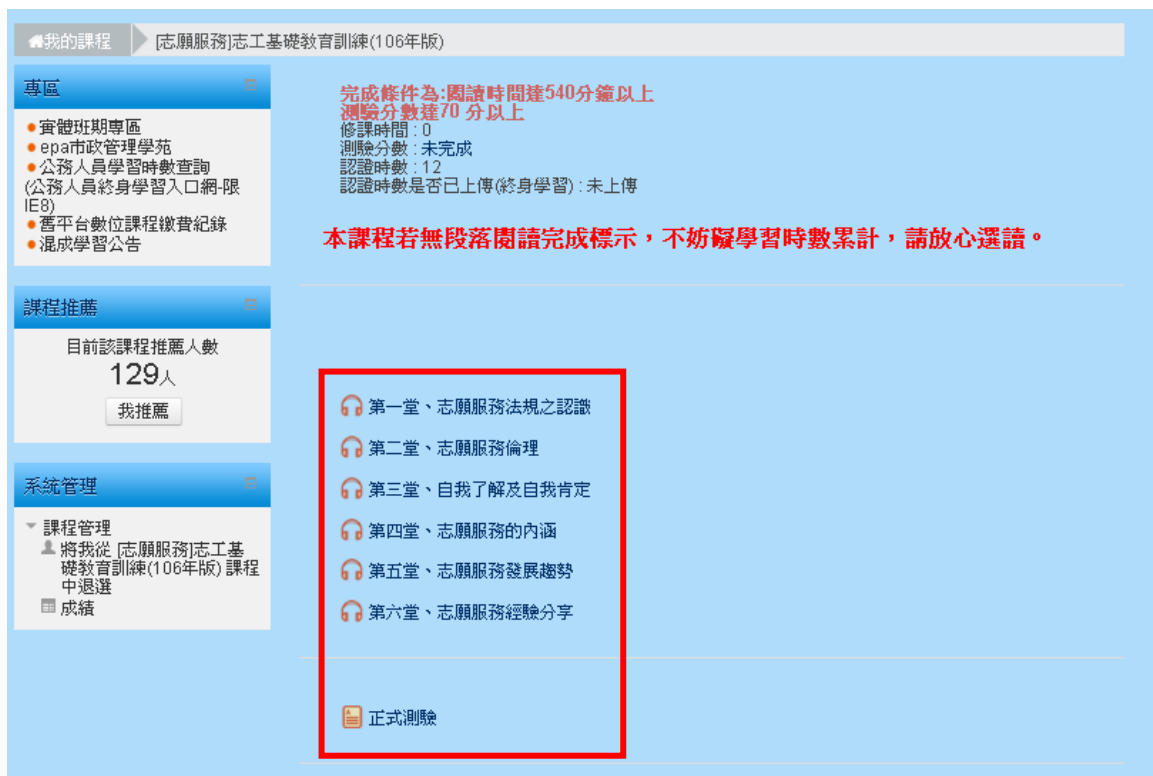 我的課程
[志願服務]志工基礎教育訓練(106年版)
專區
實體班期專區
epa市政管理學苑
公務人員學習時數查詢
(公務人員終身學習入口網-限
IE8)
舊平台數位課程繳費紀錄
混成學習公告
課程推薦
目前該課程推薦人數
129人
我推薦
系統管理
課程管理
將我從 [志願服務]志工基
礎教育訓練(106年版) 課程
中退選
成績
完成條件為:閱讀時間達540分鐘以上
測驗分數達70 分以上
修課時間 : 0
測驗分數 : 未完成
認證時數 : 12
認證時數是否已上傳(終身學習) : 未上傳
本課程若無段落閱讀完成標示，不妨礙學習時數累計，請放心選讀。
第一堂、志願服務法規之認識
第二堂、志願服務倫理
第三堂、自我了解及自我肯定
第四堂、志願服務的內涵
第五堂、志願服務發展趨勢
第六堂、志願服務經驗分享
正式測驗